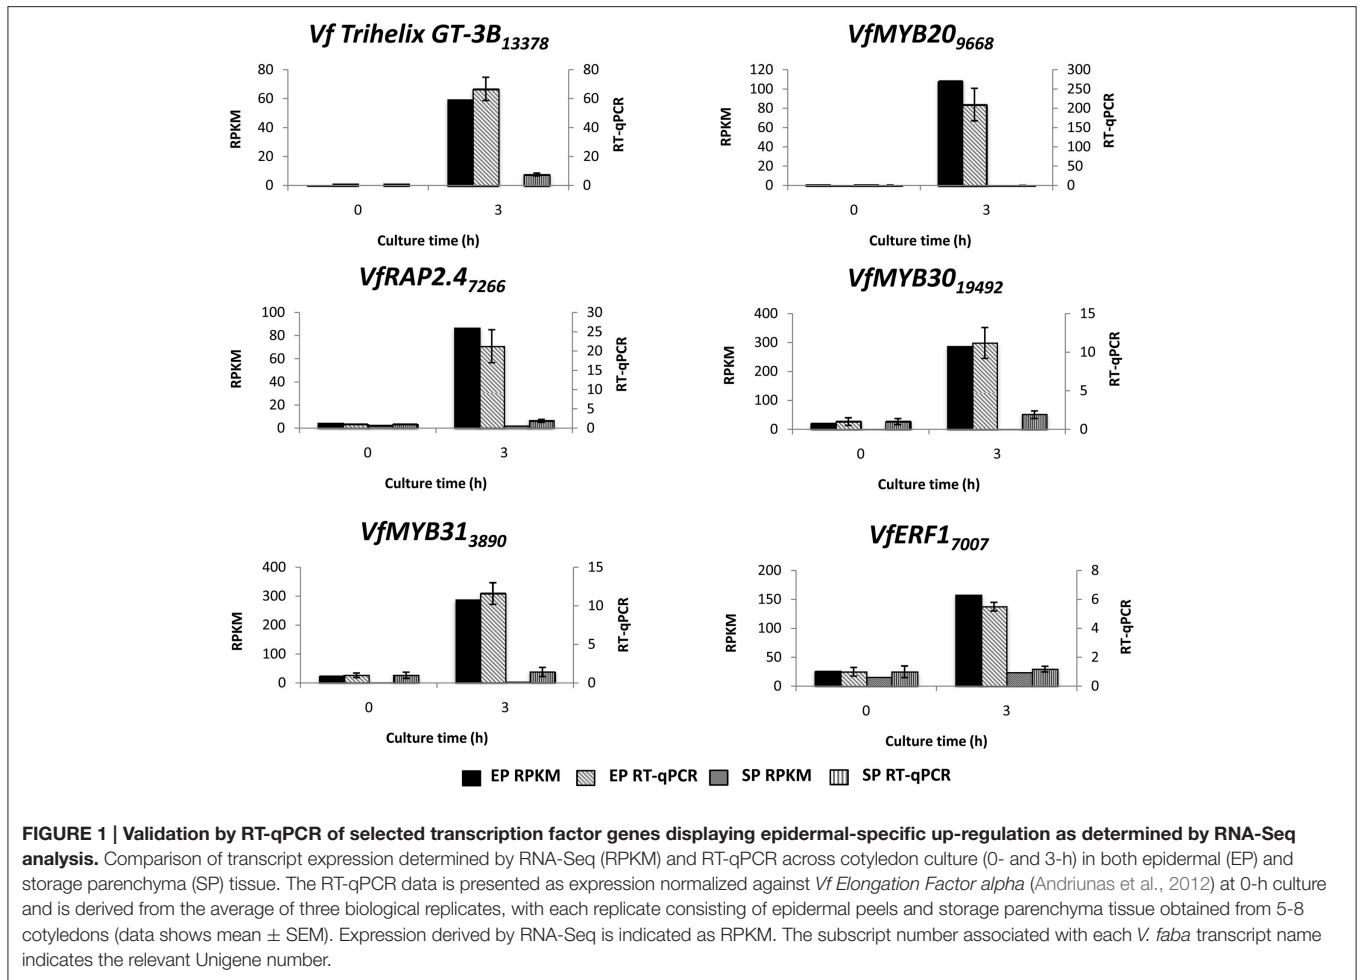 Vf Trihelix GT-3B13378
80
60
40
20
0
RPKM
80
60
40
20
0
RT-qPCR
0
3
Culture time (h)
VfMYB209668
120
100
80
60
40
20
0
RPKM
300
250
200
150
100
50
0
RT-qPCR
0
3
Culture time (h)
VfRAP2.47266
100
80
60
40
20
0
RPKM
30
25
20
15
10
5
0
RT-qPCR
0
3
Culture time (h)
VfMYB3019492
400
300
200
100
0
RPKM
15
10
5
0
RT-qPCR
0
3
Culture time (h)
VfMYB313890
400
300
200
100
0
RPKM
15
10
5
0
RT-qPCR
0
3
Culture time (h)
VfERF17007
200
150
100
50
0
RPKM
8
6
4
2
0
RT-qPCR
0
3
Culture time (h)
EP RPKM EP RT-qPCR SP RPKM SP RT-qPCR
FIGURE 1 | Validation by RT-qPCR of selected transcription factor genes displaying epidermal-specific up-regulation as determined by RNA-Seq
analysis. Comparison of transcript expression determined by RNA-Seq (RPKM) and RT-qPCR across cotyledon culture (0- and 3-h) in both epidermal (EP) and
storage parenchyma (SP) tissue. The RT-qPCR data is presented as expression normalized against Vf Elongation Factor alpha (Andriunas et al., 2012) at 0-h culture
and is derived from the average of three biological replicates, with each replicate consisting of epidermal peels and storage parenchyma tissue obtained from 5-8
cotyledons (data shows mean ± SEM). Expression derived by RNA-Seq is indicated as RPKM. The subscript number associated with each V. faba transcript name
indicates the relevant Unigene number.